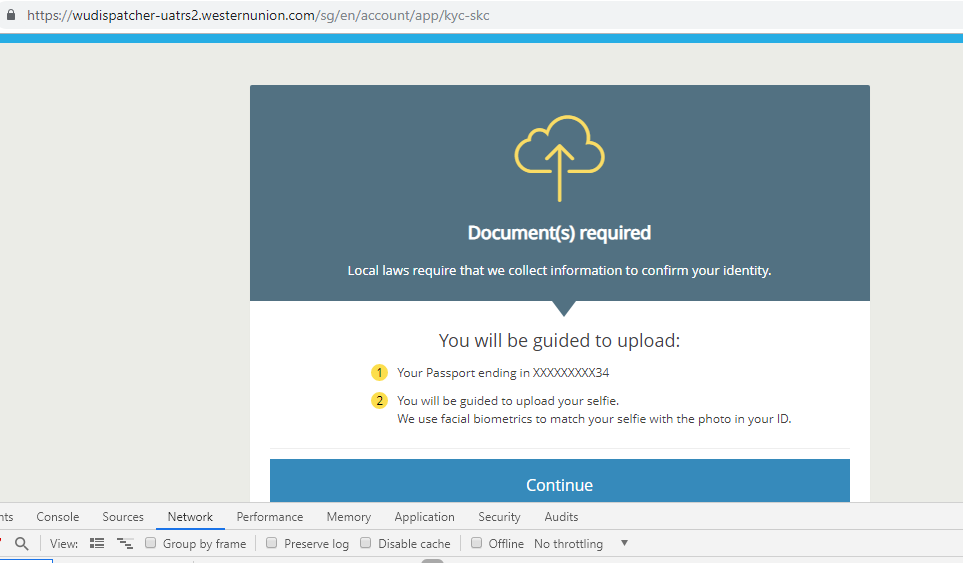 https://wudispatcher-uatrs2.westernunion.com/sg/en/account/app/kyc-skc
Document(s) required
Local laws require that we collect information to confirm your identity.
You will be guided to upload:
1 Your Passport ending in XXXXXXXXX34
2 You will be guided to upload your selfie.
We use facial biometrics to match your selfie with the photo in your ID.
Continue
nts Console Sources Network Performance Memory Application Security Audits
View: Group by frame Preserve log Disable cache Offline No throttling